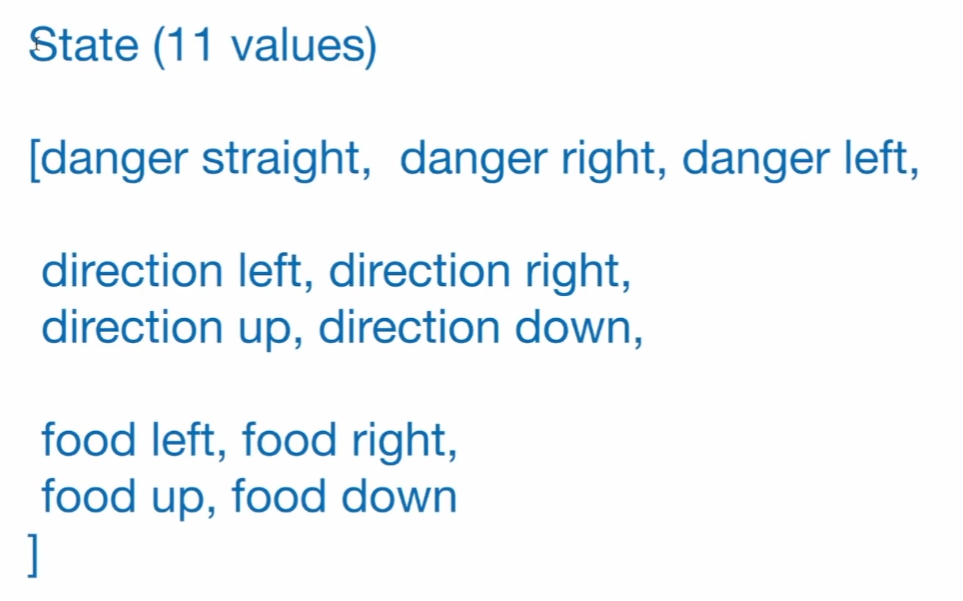 State (11 values)
[danger straight, danger right, danger left,
direction left, direction right,
direction up, direction down,
food left, food right,
food up, food down
]